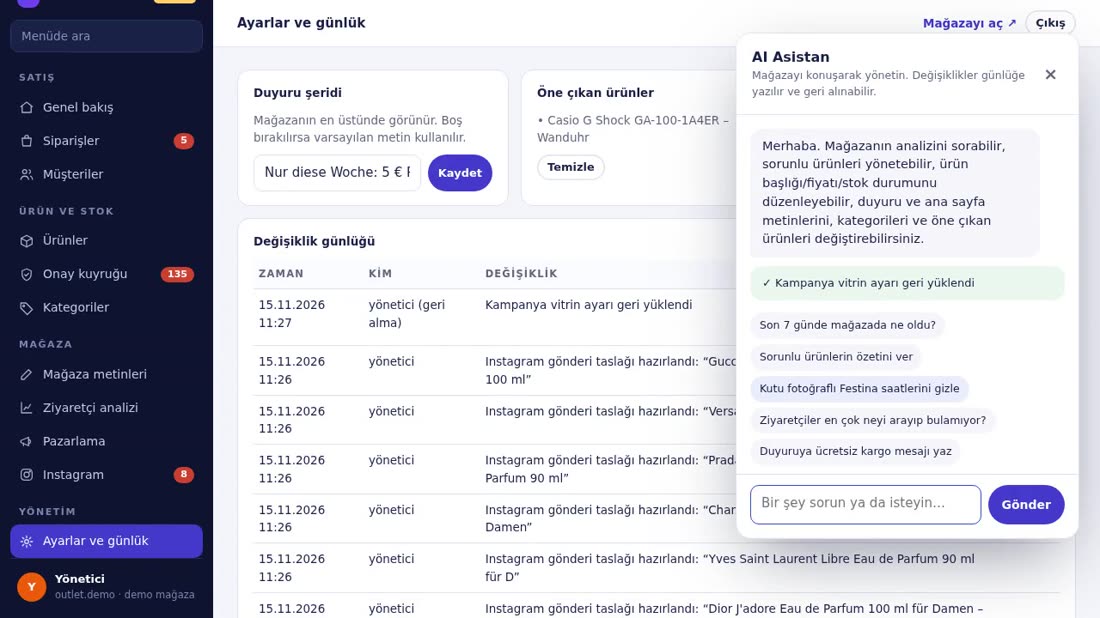 Menüde ara
SATIŞ
Genel bakış
Siparişler 5
Müşteriler
ÜRÜN VE STOK
Ürünler
Onay kuyruğu 135
Kategoriler
MAĞAZA
Mağaza metinleri
Ziyaretçi analizi
Pazarlama
Instagram 8
YÖNETİM
Ayarlar ve günlük
Y
Yönetici
outlet.demo · demo mağaza
Ayarlar ve günlük
Mağazayı aç ↗
Çıkış
Duyuru şeridi
Mağazanın en üstünde görünür. Boş
bırakılırsa varsayılan metin kullanılır.
Nur diese Woche: 5 €
Kaydet
Öne çıkan ürünler
• Casio G Shock GA-100-1A4ER –
Wanduhr
Temizle
Değişiklik günlüğü
ZAMAN KİM DEĞİŞİKLİK
15.11.2026 yönetici (geri Kampanya vitrin ayarı geri yüklendi
11:27 alma)
15.11.2026 yönetici Instagram gönderi taslağı hazırlandı: “Gucc
11:26 100 ml”
15.11.2026 yönetici Instagram gönderi taslağı hazırlandı: “Versa
11:26
15.11.2026 yönetici Instagram gönderi taslağı hazırlandı: “Prad
11:26 Parfum 90 ml”
15.11.2026 yönetici Instagram gönderi taslağı hazırlandı: “Char
11:26 Damen”
15.11.2026 yönetici Instagram gönderi taslağı hazırlandı: “Yves Saint Laurent Libre Eau de Parfum 90 ml
11:26 für D”
15.11.2026 yönetici Instagram gönderi taslağı hazırlandı: “Dior J'adore Eau de Parfum 100 ml für Damen –
AI Asistan
Mağazayı konuşarak yönetin. Değişiklikler günlüğe
yazılır ve geri alınabilir.
✕
Merhaba. Mağazanın analizini sorabilir,
sorunlu ürünleri yönetebilir, ürün
başlığı/fiyatı/stok durumunu
düzenleyebilir, duyuru ve ana sayfa
metinlerini, kategorileri ve öne çıkan
ürünleri değiştirebilirsiniz.
✓ Kampanya vitrin ayarı geri yüklendi
Son 7 günde mağazada ne oldu?
Sorunlu ürünlerin özetini ver
Kutu fotoğraflı Festina saatlerini gizle
Ziyaretçiler en çok neyi arayıp bulamıyor?
Duyuruya ücretsiz kargo mesajı yaz
Bir şey sorun ya da isteyin...
Gönder